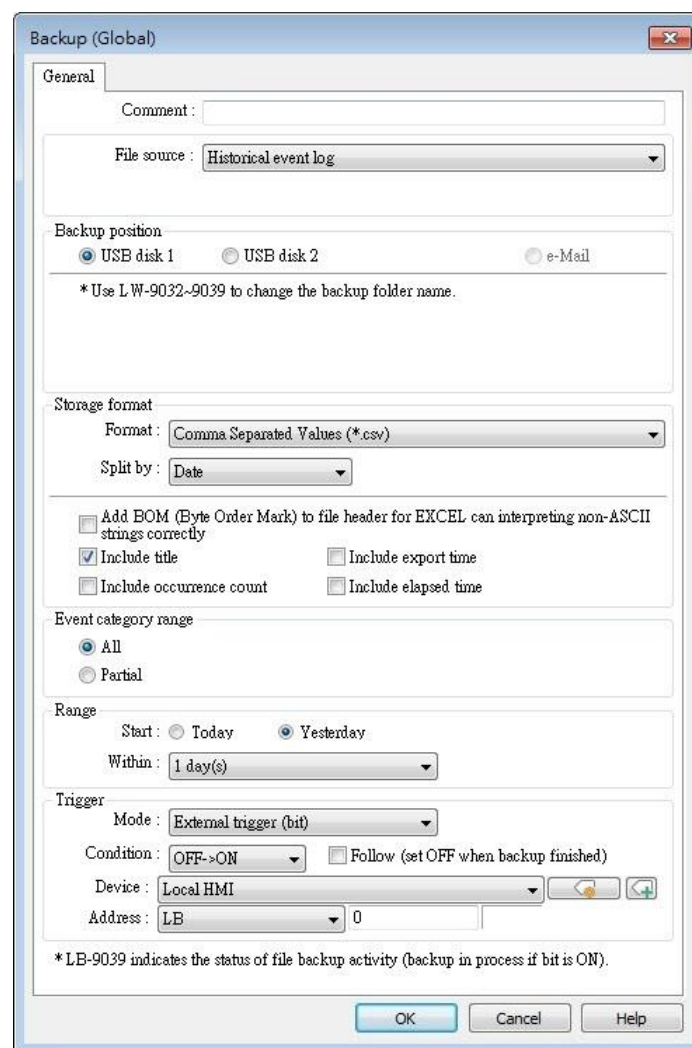 Backup (Global)
General
Comment :
File source : Historical event log
Backup position
USB disk 1 USB disk 2 e-Mail
* Use LW-9032~9039 to change the backup folder name.
Storage format
Format : Comma Separated Values (*.csv)
Split by : Date
Add BOM (Byte Order Mark) to file header for EXCEL can interpreting non-ASCII
strings correctly
Include title Include export time
Include occurrence count Include elapsed time
Event category range
All
Partial
Range
Start : Today Yesterday
Within : 1 day(s)
Trigger
Mode : External trigger (bit)
Condition : OFF->ON Follow (set OFF when backup finished)
Device : Local HMI
Address : LB 0
* LB-9039 indicates the status of file backup activity (backup in process if bit is ON).
OK Cancel Help